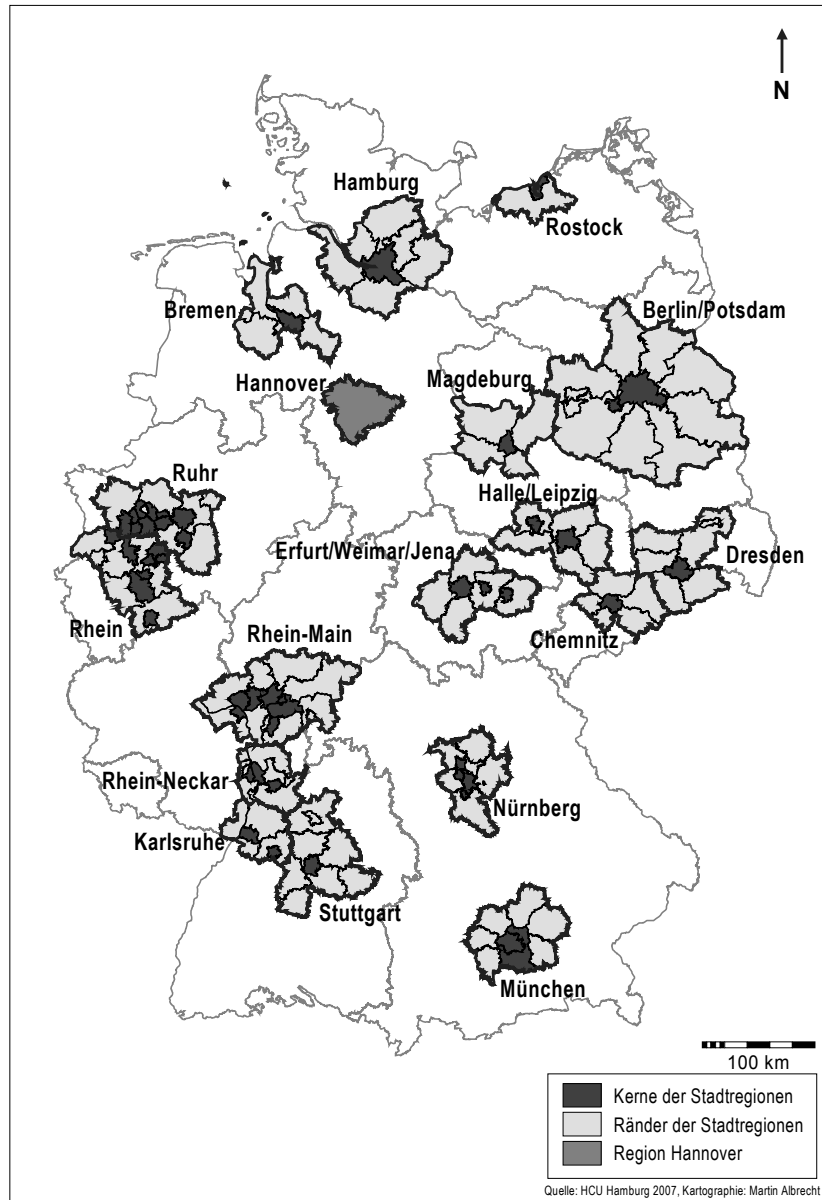 N
Hamburg
Rostock
Bremen
Berlin/Potsdam
Hannover
Magdeburg
Ruhr
Halle/Leipzig
Erfurt/Weimar/Jena
Dresden
Rhein
Rhein-Main
Chemnitz
Rhein-Neckar
Nürnberg
Karlsruhe
Stuttgart
München
100 km
Kerne der Stadtregionen
Ränder der Stadtregionen
Region Hannover
Quelle: HCU Hamburg 2007, Kartographie: Martin Albrecht